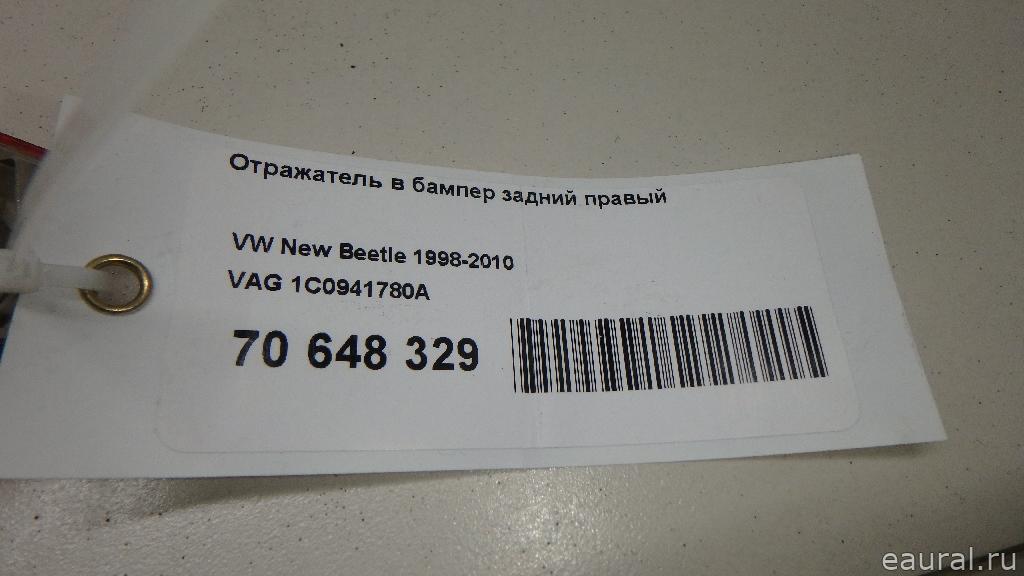 Отражатель в бампер задний правый
VW New Beetle 1998-2010
VAG 1C0941780A
70 648 329
eaural.ru